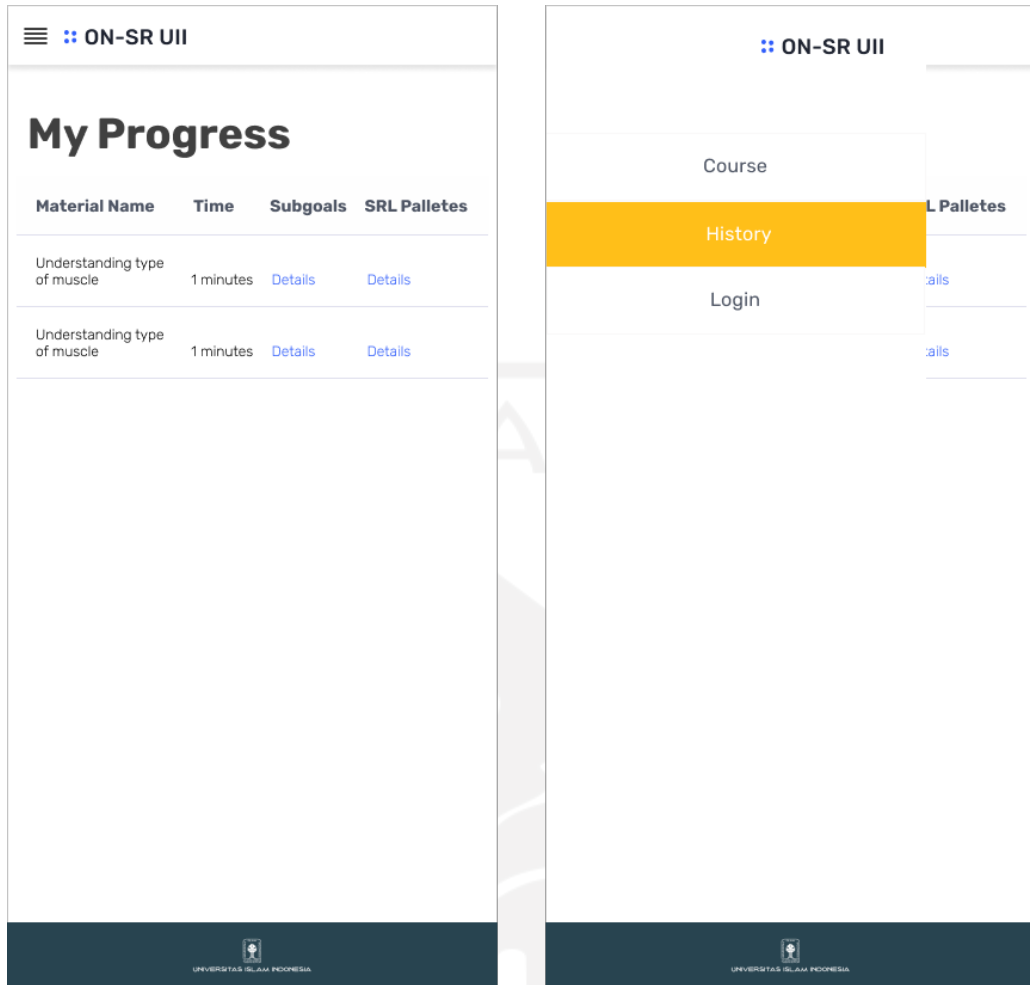 ON-SR UII
My Progress
Material Name Time Subgoals SRL Palletes
Understanding type
of muscle 1 minutes Details Details
Understanding type
of muscle 1 minutes Details Details
UNIVERSITAS ISLAM INDONESIA
ON-SR UII
Course
L Palletes
History
tails
Login
tails
UNIVERSITAS ISLAM INDONESIA